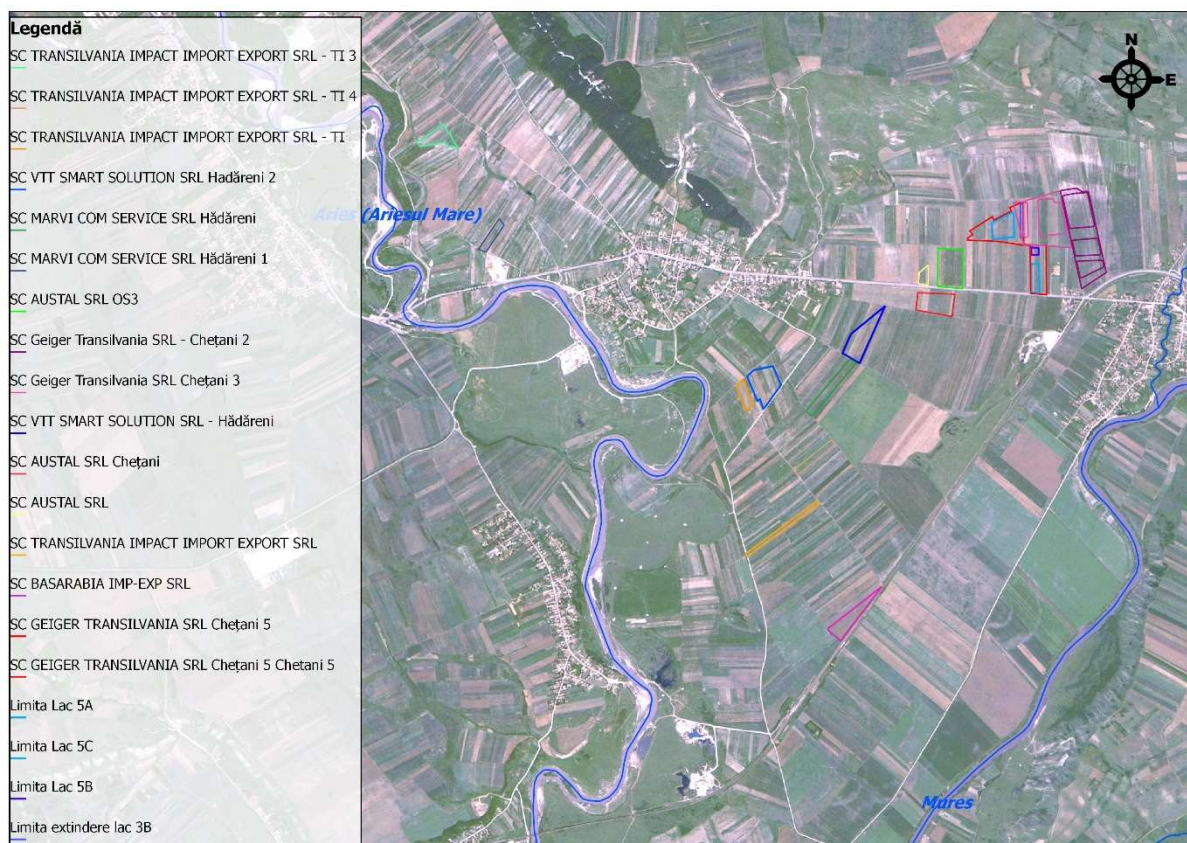 Legendă
SC TRANSILVANIA IMPACT IMPORT EXPORT SRL - TI 3
SC TRANSILVANIA IMPACT IMPORT EXPORT SRL - TI 4
SC TRANSILVANIA IMPACT IMPORT EXPORT SRL - TI
SC VTT SMART SOLUTION SRL Hadăreni 2
SC MARVI COM SERVICE SRL Hădăreni
SC MARVI COM SERVICE SRL Hădăreni 1
SC AUSTAL SRL OS3
SC Geiger Transilvania SRL - Chețani 2
SC Geiger Transilvania SRL Chețani 3
SC VTT SMART SOLUTION SRL - Hădăreni
SC AUSTAL SRL Chețani
SC AUSTAL SRL
SC TRANSILVANIA IMPACT IMPORT EXPORT SRL
SC BASARABIA IMP-EXP SRL
SC GEIGER TRANSILVANIA SRL Chețani 5
SC GEIGER TRANSILVANIA SRL Chețani 5 Chetani 5
Limita Lac 5A
Limita Lac 5C
Limita Lac 5B
Limita extindere lac 3B
N
E
Aries (Ariesul Mare)
Mures